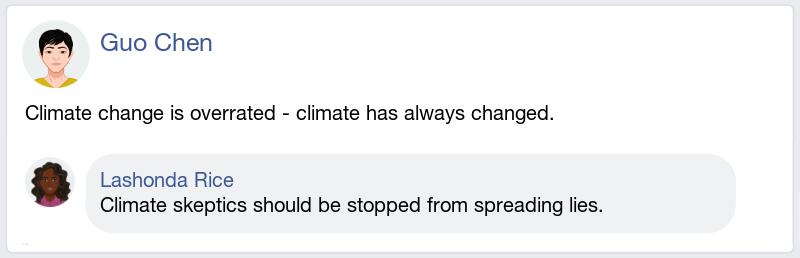 Guo Chen
Climate change is overrated - climate has always changed.
Lashonda Rice
Climate skeptics should be stopped from spreading lies.